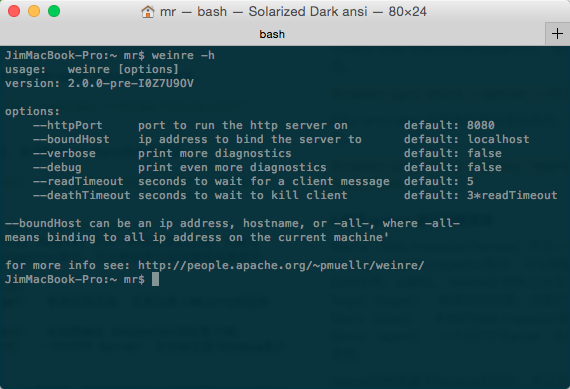 mr — bash — Solarized Dark ansi — 80×24
bash
+
JimMacBook-Pro:~ mr$ weinre -h
usage:   weinre [options]
version: 2.0.0-pre-I0Z7U9OV

options:
    --httpPort     port to run the http server on        default: 8080
    --boundHost    ip address to bind the server to      default: localhost
    --verbose      print more diagnostics                default: false
    --debug        print even more diagnostics           default: false
    --readTimeout  seconds to wait for a client message  default: 5
    --deathTimeout seconds to wait to kill client        default: 3*readTimeout

--boundHost can be an ip address, hostname, or -all-, where -all-
means binding to all ip address on the current machine'

for more info see: http://people.apache.org/~pmuellr/weinre/
JimMacBook-Pro:~ mr$